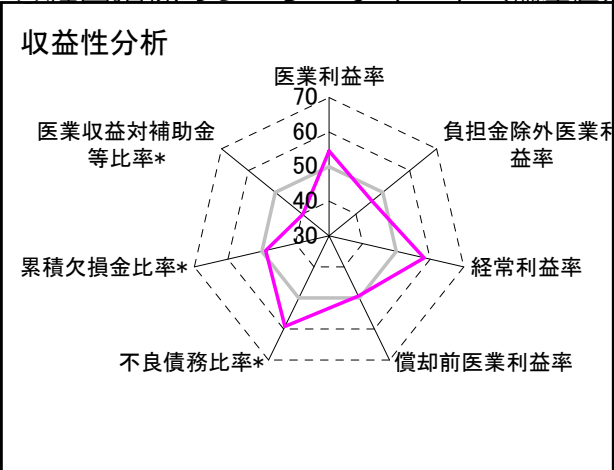 収益性分析
医業利益率
70
60
50
40
30
負担金除外医業利
益率
経常利益率
償却前医業利益率
不良債務比率*
累積欠損金比率*
医業収益対補助金
等比率*